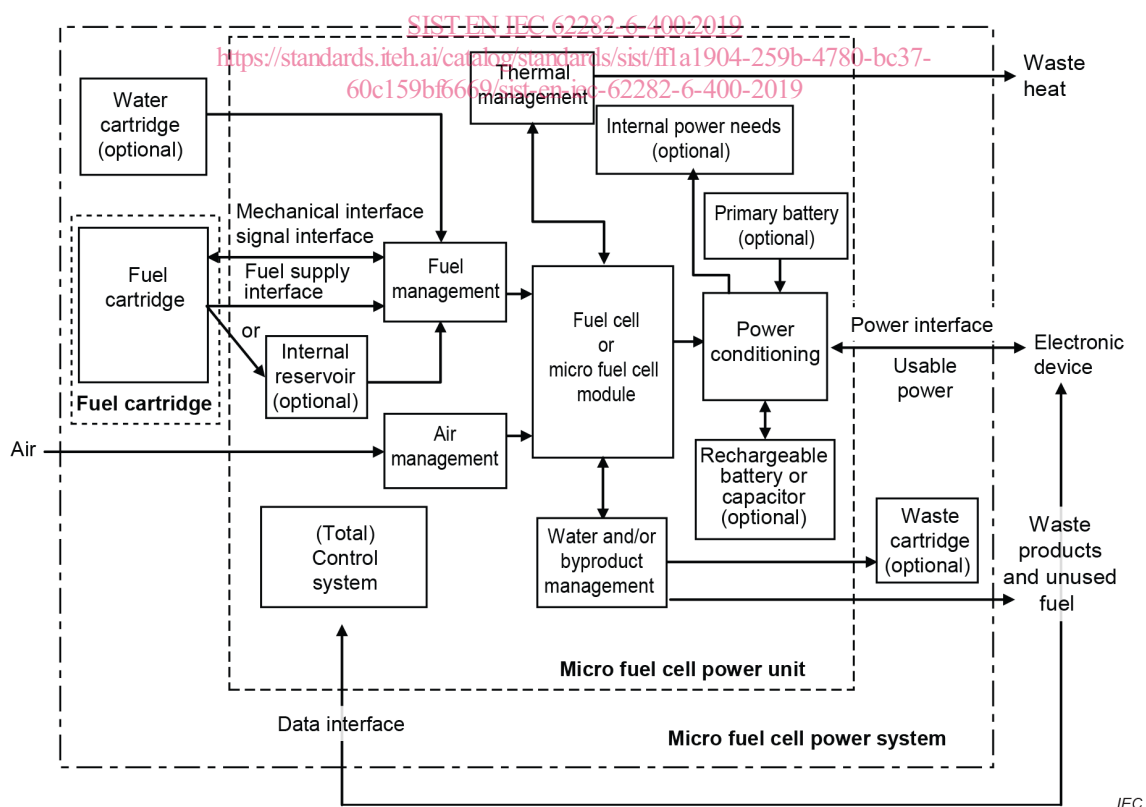 SIST EN IEC 62282-6-400:2019
https://standards.iteh.ai/catalog/standards/sist/ff1a1904-259b-4780-bc37-
60c159bf6669/sist-en-iec-62282-6-400-2019
Thermal
management
Waste
heat
Water
cartridge
(optional)
Internal power needs
(optional)
Primary battery
(optional)
Mechanical interface
signal interface
Fuel
cartridge
Fuel supply
interface
Fuel
management
or
Internal
reservoir
(optional)
Fuel cartridge
Fuel cell
or
micro fuel cell
module
Power
conditioning
Power interface
Usable
power
Electronic
device
Air
Air
management
Rechargeable
battery or
capacitor
(optional)
(Total)
Control
system
Water and/or
byproduct
management
Waste
cartridge
(optional)
Waste
products
and unused
fuel
Micro fuel cell power unit
Data interface
Micro fuel cell power system
IEC